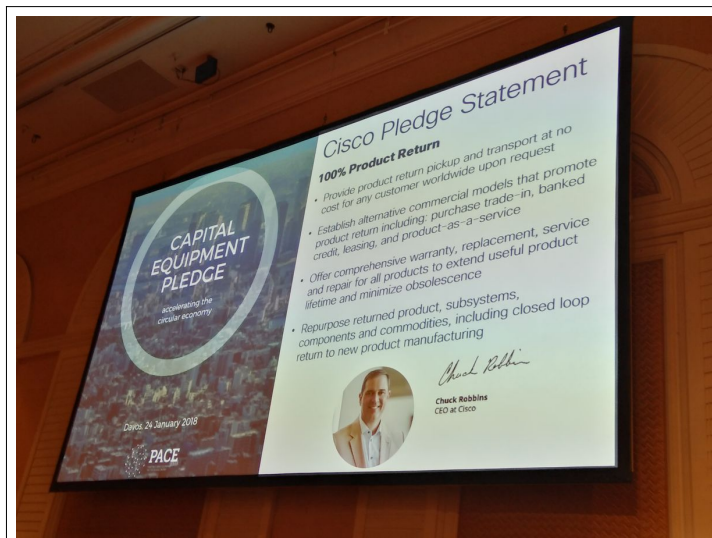 CAPITAL
EQUIPMENT
PLEDGE
accelerating the
circular economy
Davos, 24 January 2018
PACE
Cisco Pledge Statement
100% Product Return
• Provide product return pickup and transport at no
cost for any customer worldwide upon request
• Establish alternative commercial models that promote
product return including: purchase trade-in, banked
credit, leasing, and product-as-a-service
• Offer comprehensive warranty, replacement, service
and repair for all products to extend useful product
lifetime and minimize obsolescence
• Repurpose returned product, subsystems,
components and commodities, including closed loop
return to new product manufacturing
Chuck Robbins
Chuck Robbins
CEO at Cisco